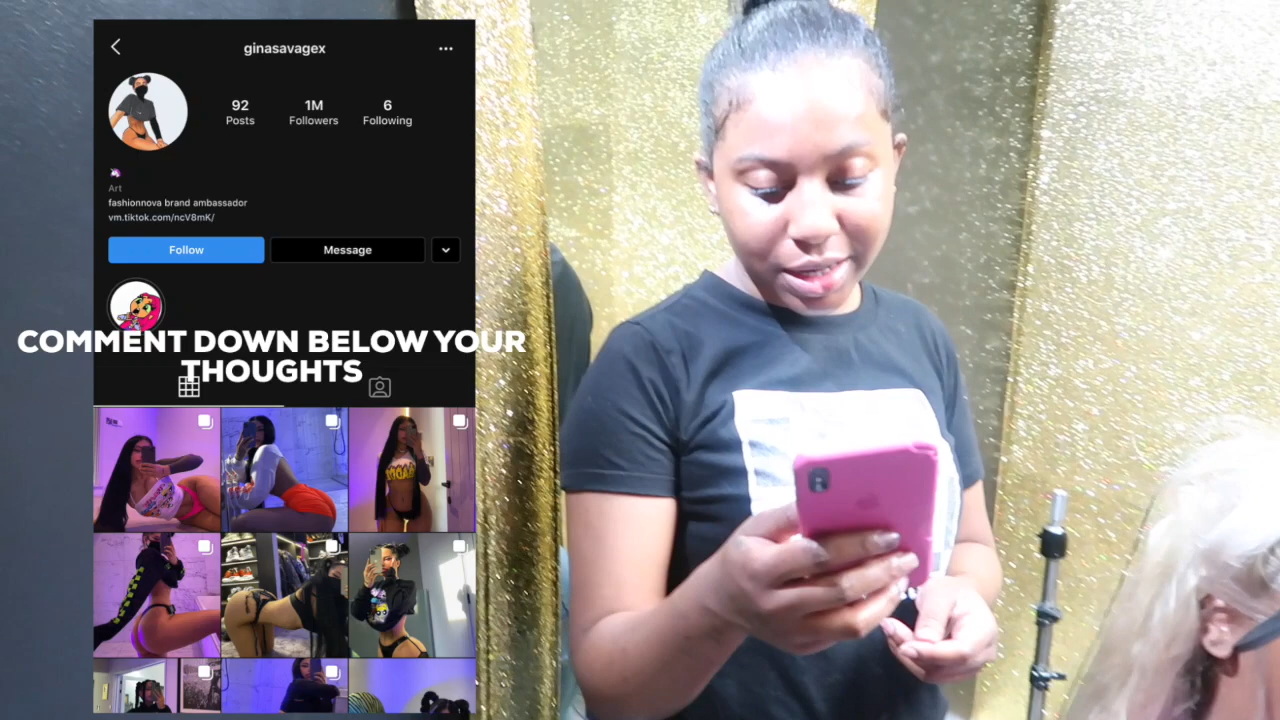 ginasavagex
92
1M
6
Posts
Followers
Following
Art
fashionnova brand ambassador
vm.tiktok.com/ncV8mK/
Follow
Message
COMMENT DOWN BELOW YOUR
THOUGHTS